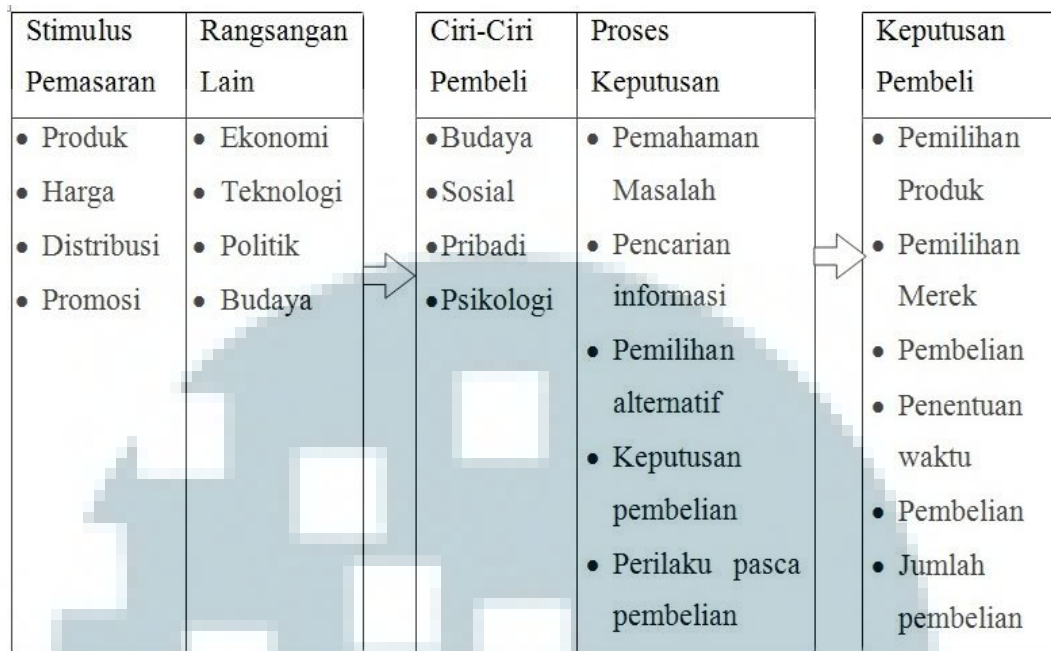 Stimulus
Pemasaran
• Produk
• Harga
• Distribusi
• Promosi
Rangsangan
Lain
• Ekonomi
• Teknologi
• Politik
• Budaya
Ciri-Ciri
Pembeli
•Budaya
•Sosial
•Pribadi
•Psikologi
Proses
Keputusan
• Pemahaman
Masalah
• Pencarian
informasi
• Pemilihan
alternatif
• Keputusan
pembelian
• Perilaku pasca
pembelian
Keputusan
Pembeli
• Pemilihan
Produk
• Pemilihan
Merek
• Pembelian
• Penentuan
waktu
• Pembelian
• Jumlah
pembelian